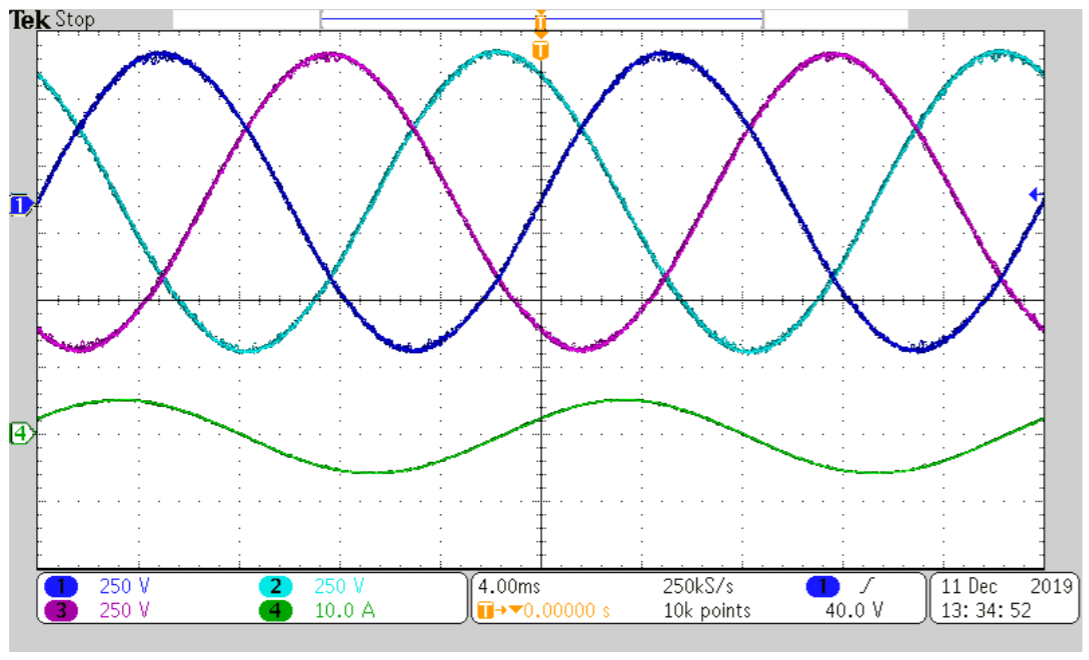 Tek Stop
T
T
1
4
1 250 V 2 250 V 4.00ms 250kS/s 1 11 Dec 2019
3 250 V 4 10.0 A T→▼0.00000 s 10k points 40.0 V 13: 34: 52